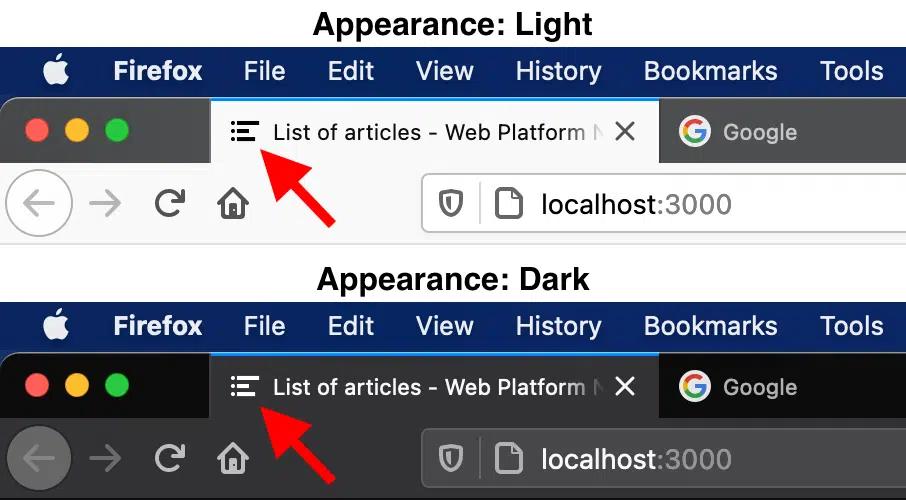 Appearance: Light
Firefox File Edit View History Bookmarks Tools
List of articles - Web Platform N Google
localhost:3000
Appearance: Dark
Firefox File Edit View History Bookmarks Tools
List of articles - Web Platform N Google
localhost:3000